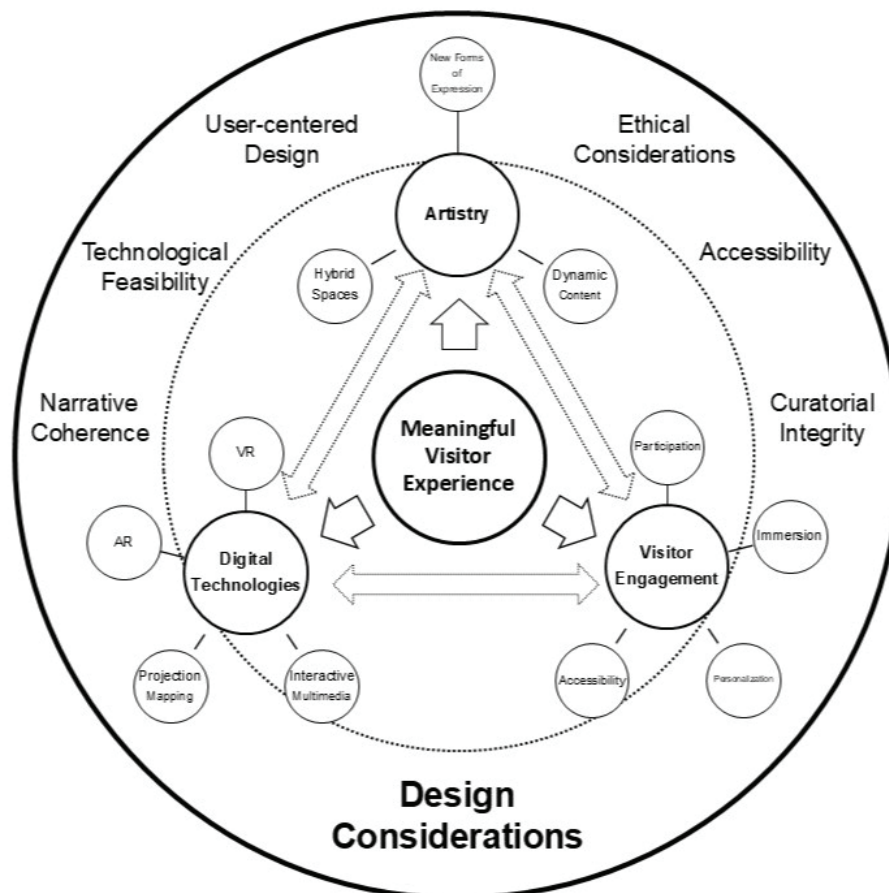 New Forms
of
Expression
User-centered
Design
Ethical
Considerations
Artistry
Technological
Feasibility
Accessibility
Hybrid
Spaces
Dynamic
Content
Narrative
Coherence
Meaningful
Visitor
Experience
Curatorial
Integrity
VR
Participation
AR
Digital
Technologies
Visitor
Engagement
Immersion
Projection
Mapping
Interactive
Multimedia
Accessibility
Personalization
Design
Considerations